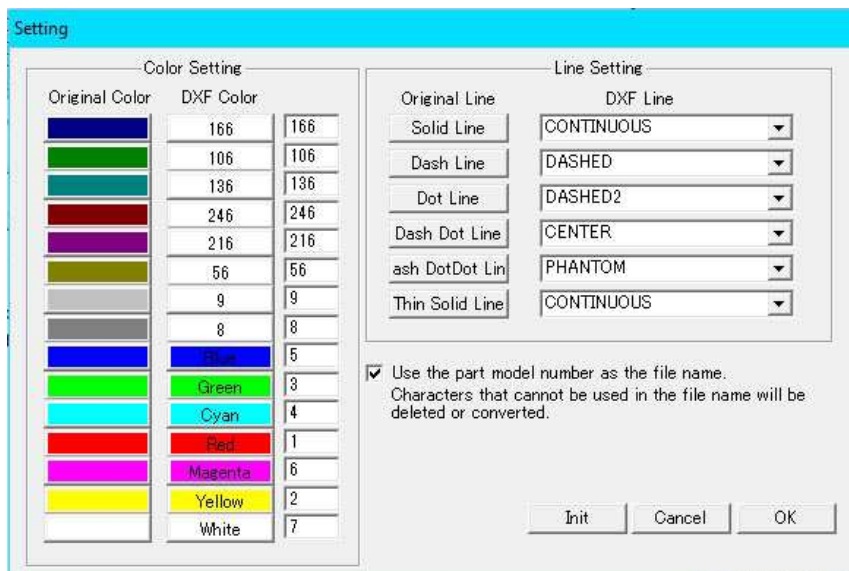 Setting
Color Setting
Original Color DXF Color
166 166
106 106
136 136
246 246
216 216
56 56
9 9
8 8
Blue 5
Green 3
Cyan 4
Red 1
Magenta 6
Yellow 2
White 7
Line Setting
Original Line DXF Line
Solid Line CONTINUOUS
Dash Line DASHED
Dot Line DASHED2
Dash Dot Line CENTER
ash DotDot Lin PHANTOM
Thin Solid Line CONTINUOUS
Use the part model number as the file name.
Characters that cannot be used in the file name will be
deleted or converted.
Init Cancel OK